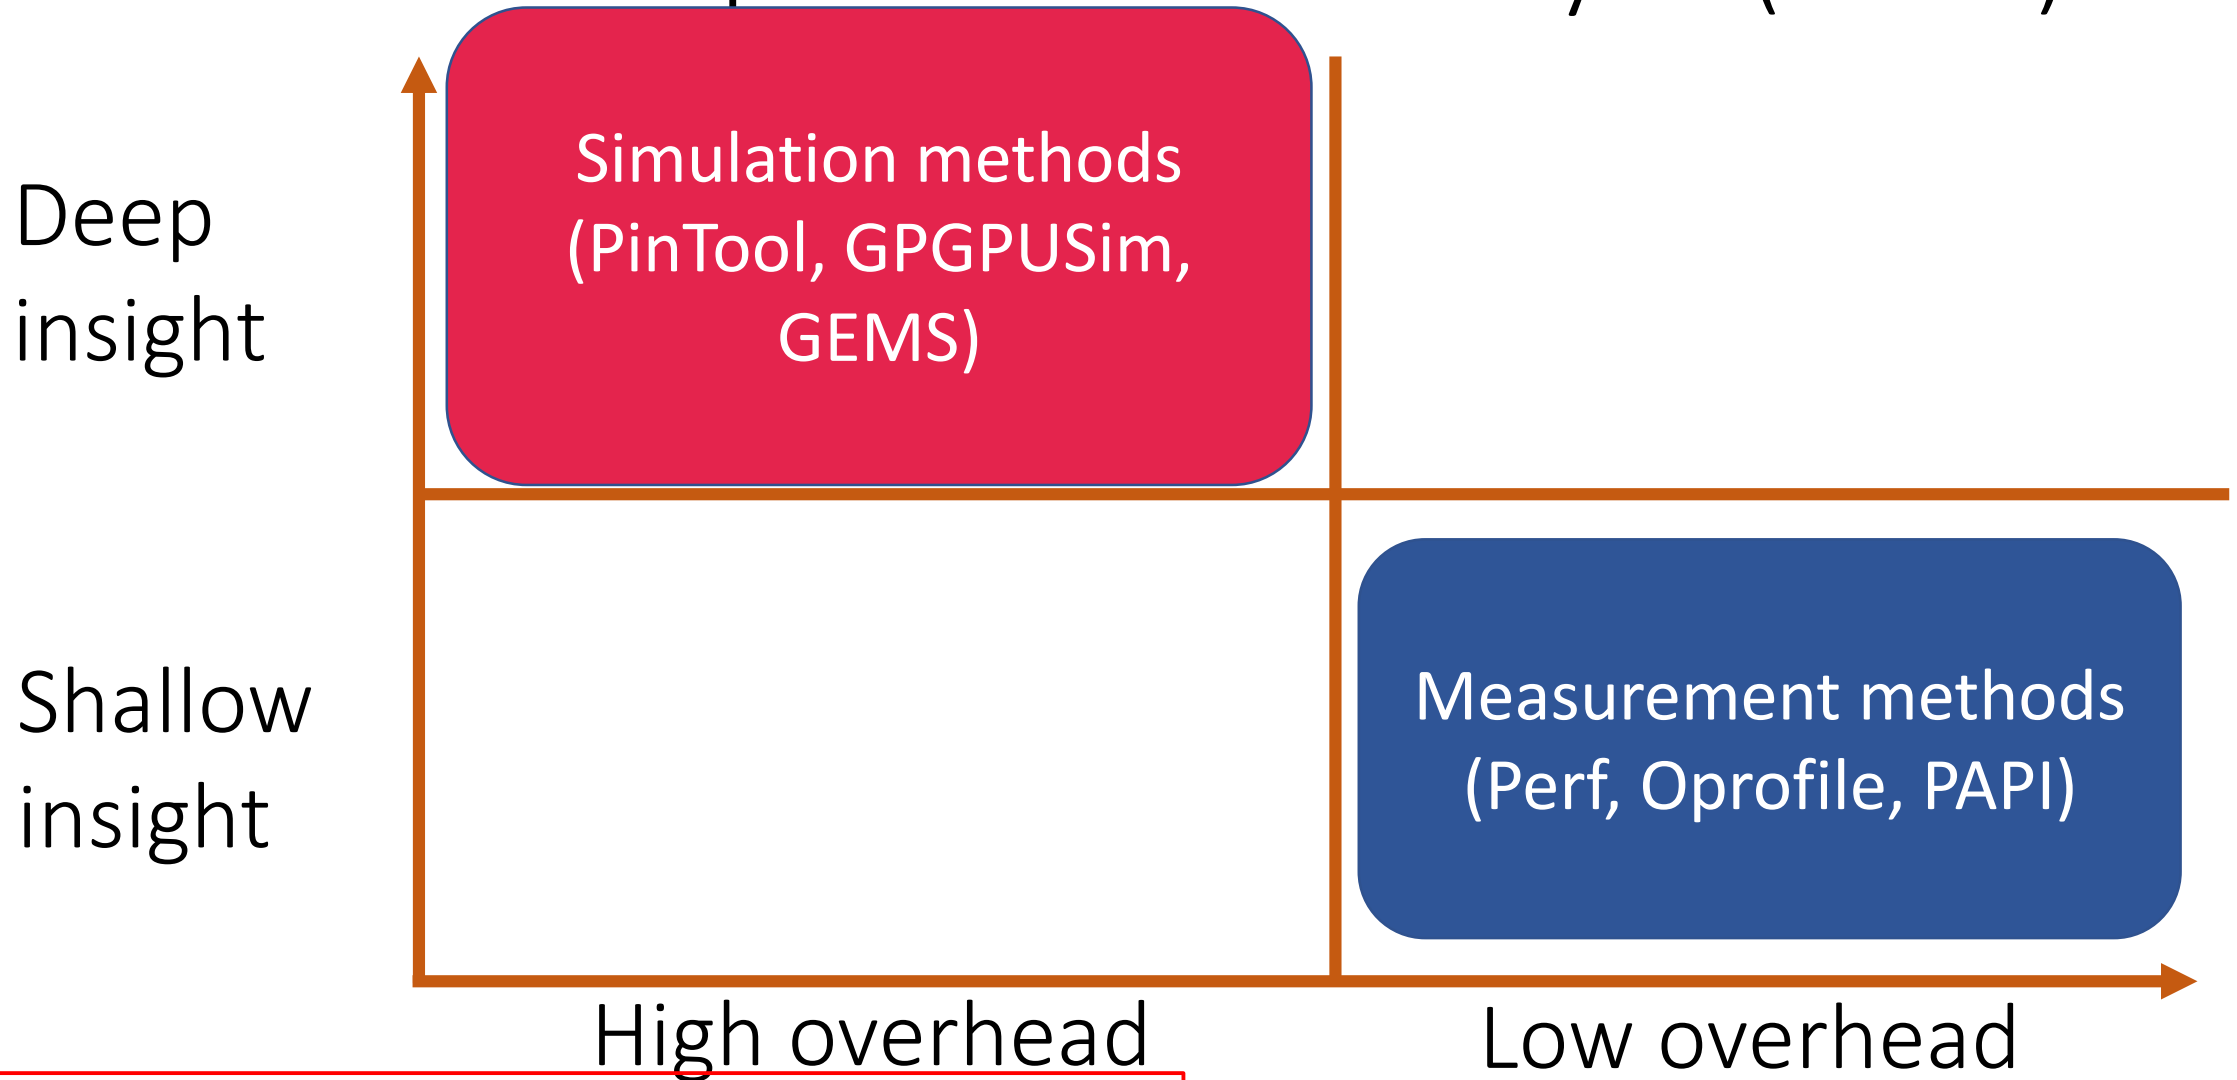 Simulation methods
(PinTool, GPGPUSim,
GEMS)
Deep
insight
Shallow
insight
Measurement methods
(Perf, Oprofile, PAPI)
High overhead
Low overhead